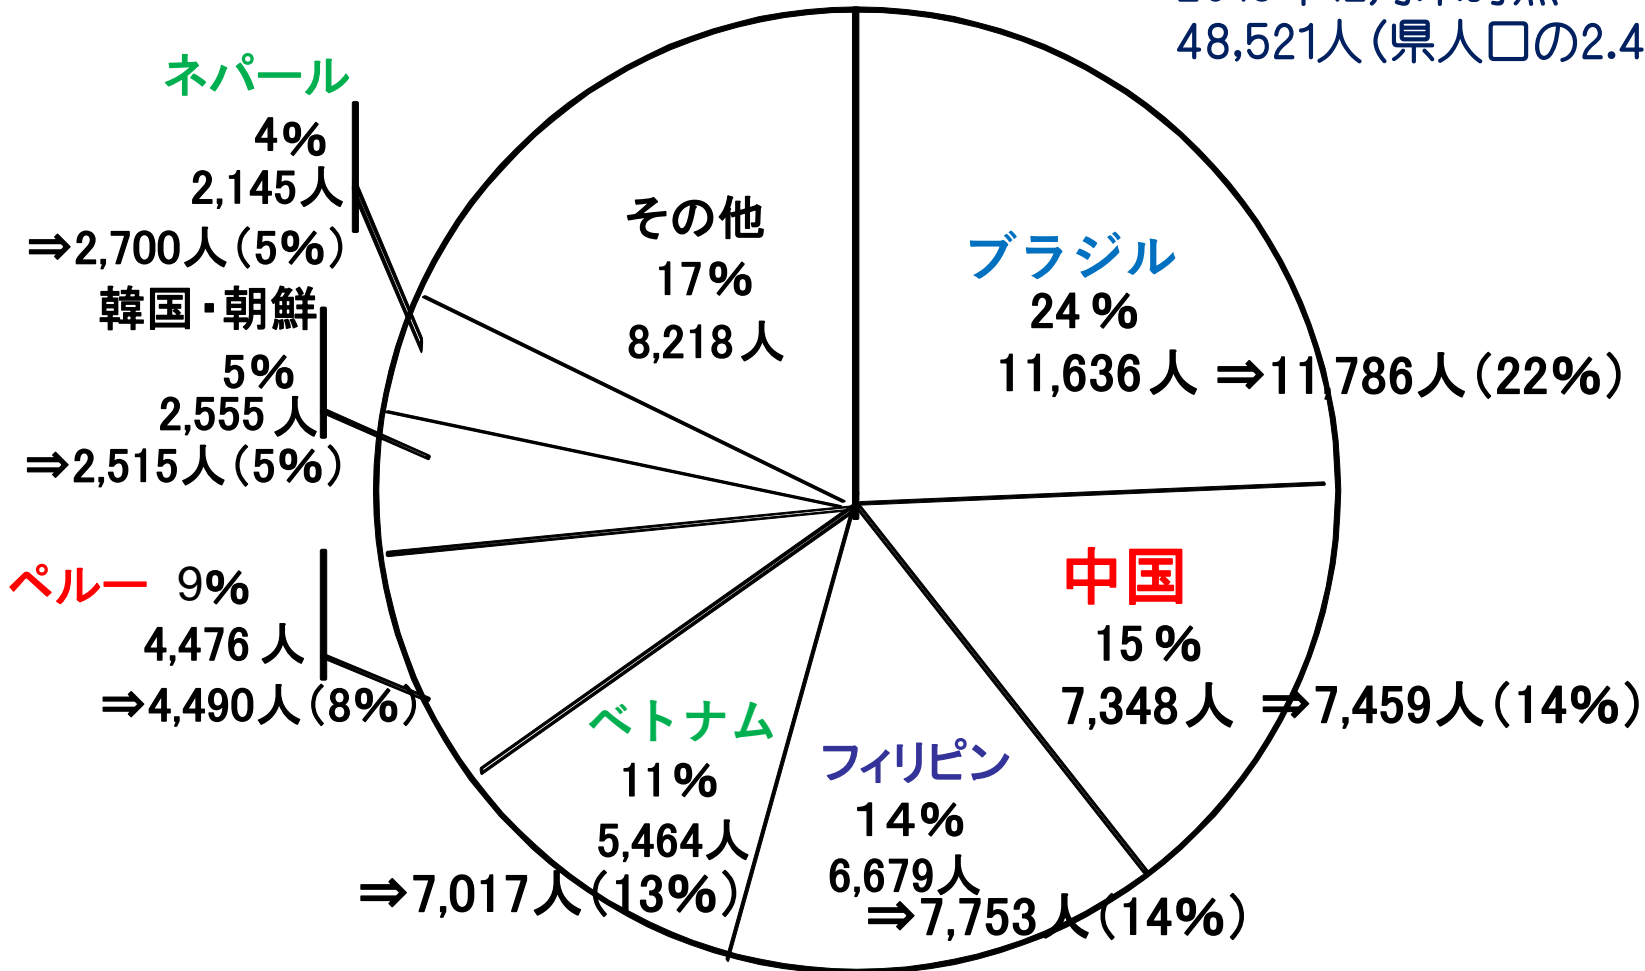 48,521人(県人口の2.4
ネパール
4%
2,145人
⇒2,700人(5%)
韓国・朝鮮
5%
2,555人
⇒2,515人(5%)
ペルー 9%
4,476人
⇒4,490人(8%)
その他
17%
8,218人
ブラジル
24%
11,636人 ⇒11,786人(22%)
中国
15%
7,348人 ⇒7,459人(14%)
ベトナム
11%
5,464人
⇒7,017人(13%)
フィリピン
14%
6,679人
⇒7,753人(14%)